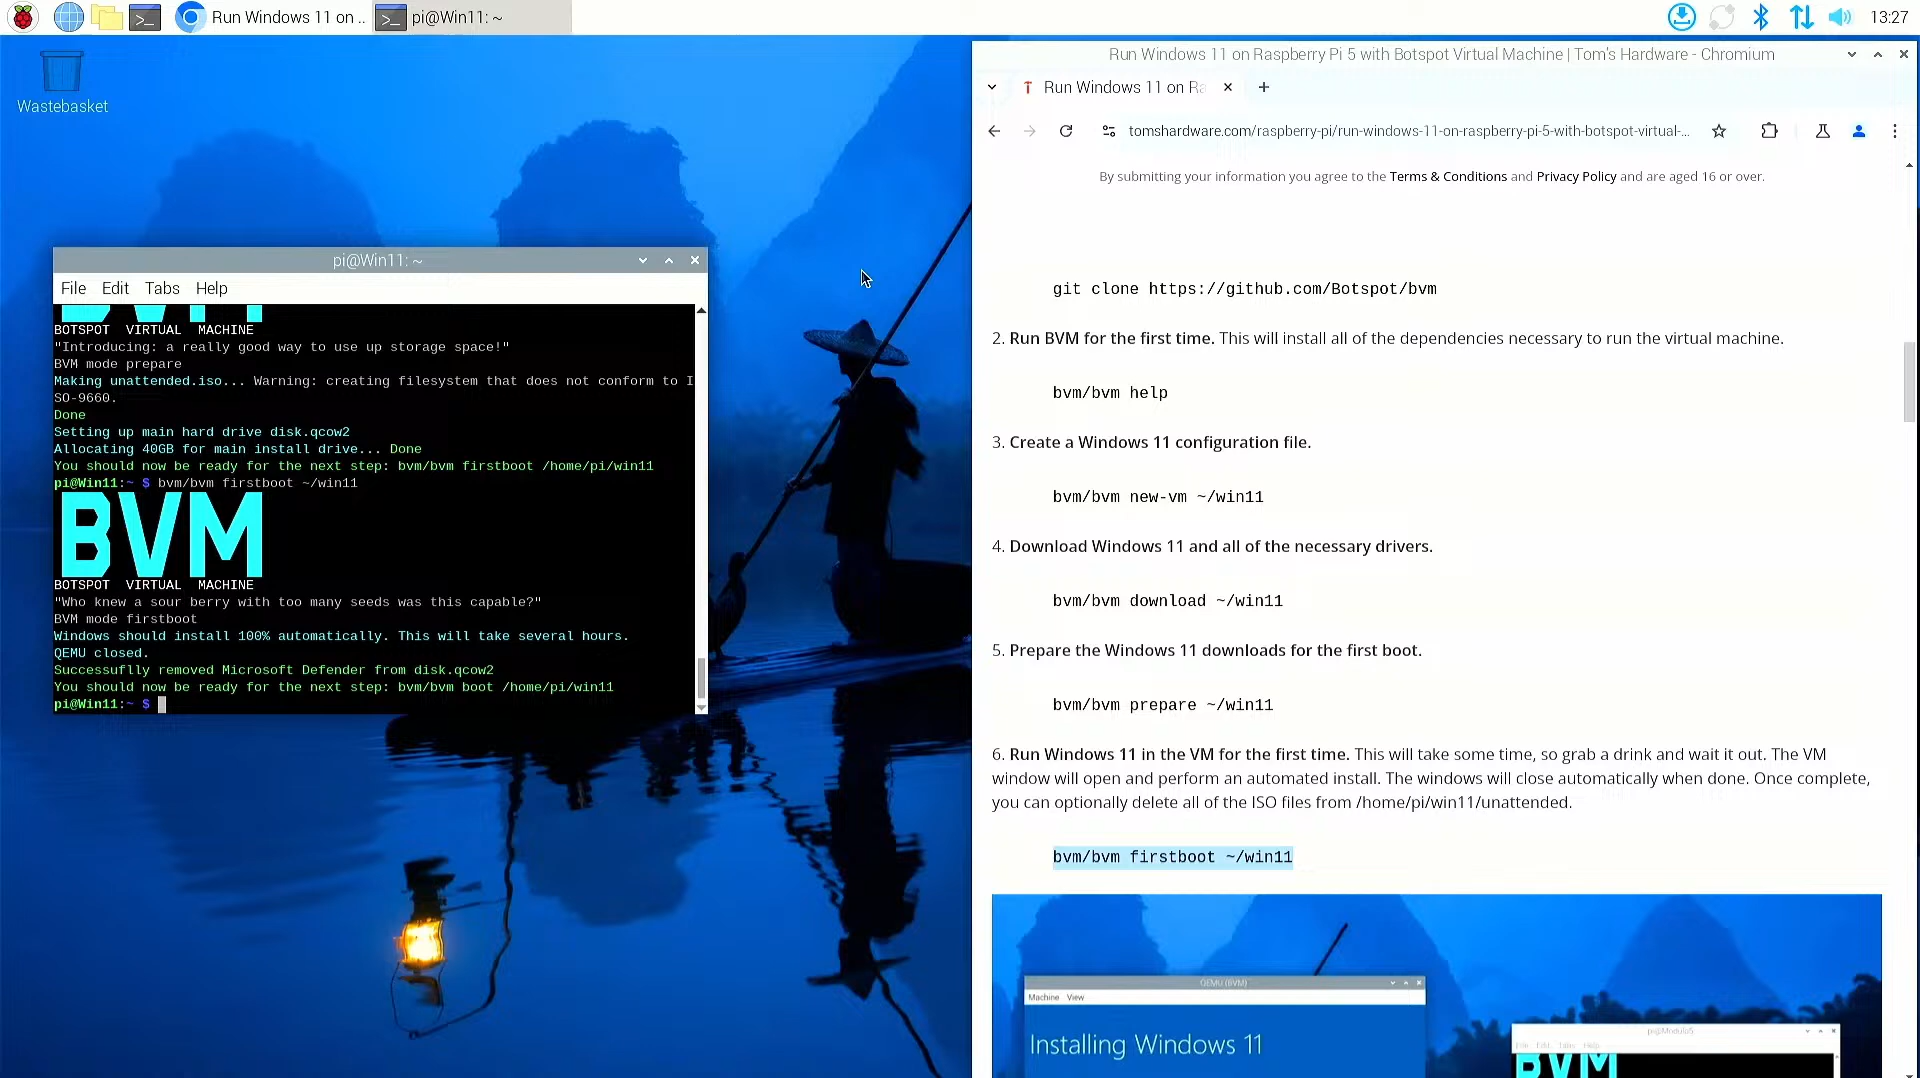 Run Windows 11 on ..
pi@Win11: ~
13:27
Wastebasket
pi@Win11: ~
File Edit Tabs Help
BVM
BOTSPOT VIRTUAL MACHINE
"Introducing: a really good way to use up storage space!"
BVM mode prepare
Making unattended.iso... Warning: creating filesystem that does not conform to I
SO-9660.
Done
Setting up main hard drive disk.qcow2
Allocating 40GB for main install drive... Done
You should now be ready for the next step: bvm/bvm firstboot /home/pi/win11
pi@Win11:~ $ bvm/bvm firstboot ~/win11
BVM
BOTSPOT VIRTUAL MACHINE
"Who knew a sour berry with too many seeds was this capable?"
BVM mode firstboot
Windows should install 100% automatically. This will take several hours.
QEMU closed.
Successuflly removed Microsoft Defender from disk.qcow2
You should now be ready for the next step: bvm/bvm boot /home/pi/win11
pi@Win11:~ $
Run Windows 11 on Raspberry Pi 5 with Botspot Virtual Machine | Tom's Hardware - Chromium
Run Windows 11 on Ra
tomshardware.com/raspberry-pi/run-windows-11-on-raspberry-pi-5-with-botspot-virtual-...
By submitting your information you agree to the Terms & Conditions and Privacy Policy and are aged 16 or over.
git clone https://github.com/Botspot/bvm
2. Run BVM for the first time. This will install all of the dependencies necessary to run the virtual machine.
bvm/bvm help
3. Create a Windows 11 configuration file.
bvm/bvm new-vm ~/win11
4. Download Windows 11 and all of the necessary drivers.
bvm/bvm download ~/win11
5. Prepare the Windows 11 downloads for the first boot.
bvm/bvm prepare ~/win11
6. Run Windows 11 in the VM for the first time. This will take some time, so grab a drink and wait it out. The VM
window will open and perform an automated install. The windows will close automatically when done. Once complete,
you can optionally delete all of the ISO files from /home/pi/win11/unattended.
bvm/bvm firstboot ~/win11
QEMU (BVM)
Machine View
Installing Windows 11
pi@Modula5
File Edit Tabs Help
BVM